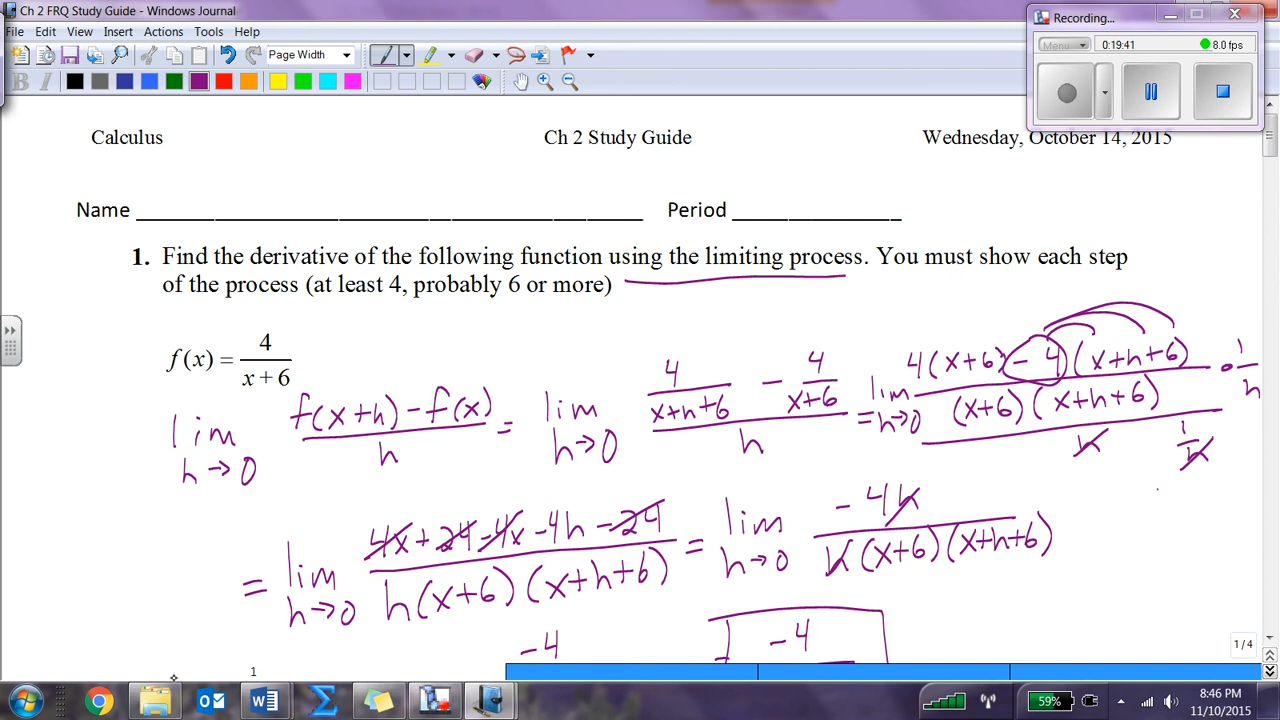 Ch 2 FRQ Study Guide - Windows Journal
File Edit View Insert Actions Tools Help
Page Width
B I
Recording...
Menu 0:19:41 8.0 fps
Calculus Ch 2 Study Guide Wednesday, October 14, 2015
Name ________________ Period ________
1. Find the derivative of the following function using the limiting process. You must show each step
of the process (at least 4, probably 6 or more)
f(x) = 4/(x+6)
lim h→0 (f(x+h) - f(x))/h = lim h→0 (4/(x+h+6) - 4/(x+6))/h = lim h→0 ((4(x+6) - 4(x+h+6))/((x+6)(x+h+6)))/h · (1/h)/(1/h)
= lim h→0 (4x + 24 - 4x - 4h - 24)/(h(x+6)(x+h+6)) = lim h→0 (-4h)/(h(x+6)(x+h+6))
-4 -4
1
1 / 4
59% 8:46 PM
11/10/2015